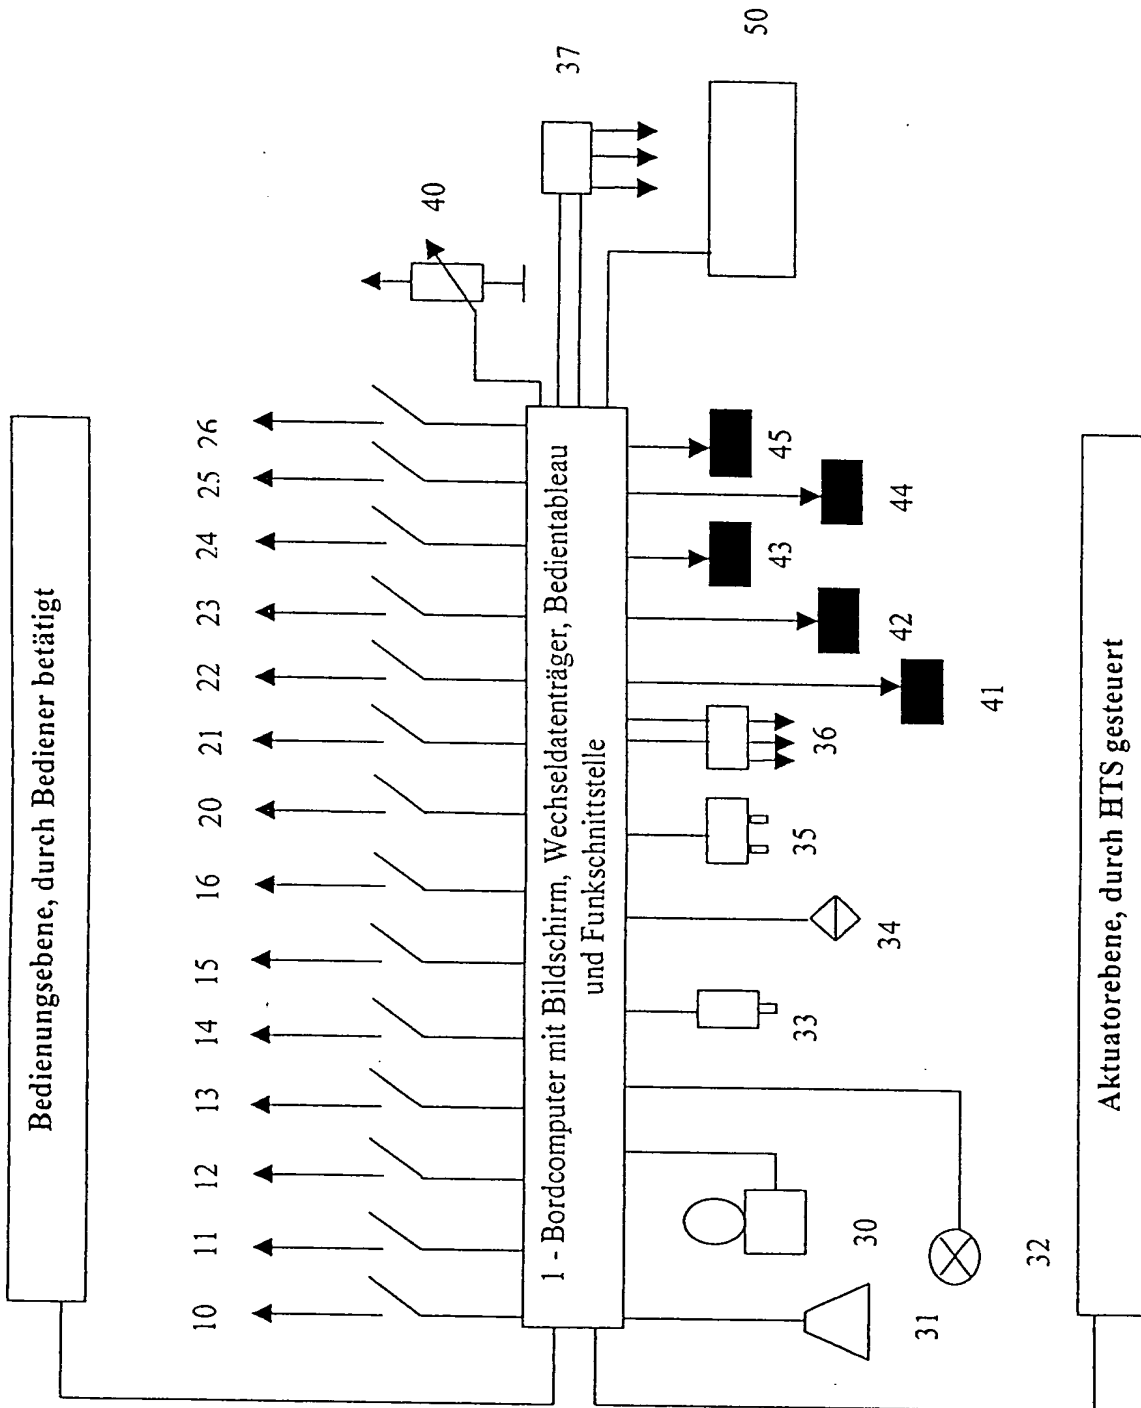 Bedienungsebene, durch Bediener betätigt
10 11 12 13 14 15 16 20 21 22 23 24 25 26
40
37
50
1 - Bordcomputer mit Bildschirm, Wechseldatenträger, Bedientableau
und Funkschnittstelle
31 30 32 33 34 35 36 41 42 43 44 45
Aktuatorebene, durch HTS gesteuert